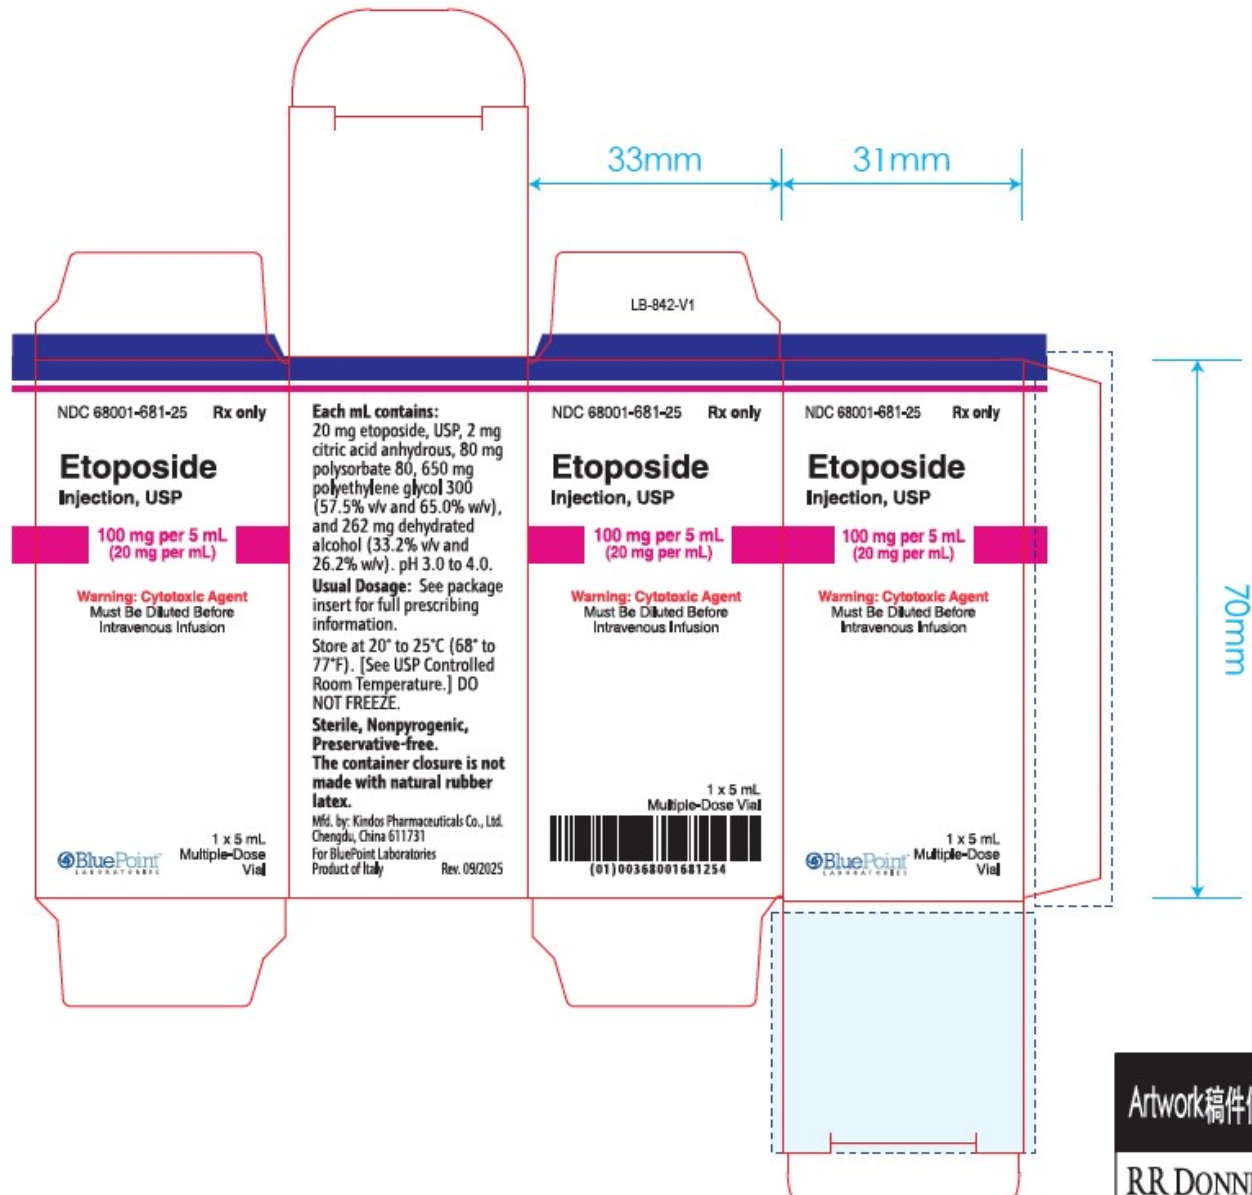 33mm
31mm
LB-842-V1
70mm
NDC 68001-681-25 Rx only
Etoposide
Injection, USP
100 mg per 5 mL
(20 mg per mL)
Warning: Cytotoxic Agent
Must Be Diluted Before
Intravenous Infusion
1 x 5 mL
Multiple-Dose
Vial
BluePoint
LABORATORIES
Each mL contains:
20 mg etoposide, USP, 2 mg
citric acid anhydrous, 80 mg
polysorbate 80, 650 mg
polyethylene glycol 300
(57.5% v/v and 65.0% w/v),
and 262 mg dehydrated
alcohol (33.2% v/v and
26.2% w/v). pH 3.0 to 4.0.
Usual Dosage: See package
insert for full prescribing
information.
Store at 20° to 25°C (68° to
77°F). [See USP Controlled
Room Temperature.] DO
NOT FREEZE.
Sterile, Nonpyrogenic,
Preservative-free.
The container closure is not
made with natural rubber
latex.
Mfd. by: Kindos Pharmaceuticals Co., Ltd.
Chengdu, China 611731
For BluePoint Laboratories
Product of Italy Rev. 09/2025
NDC 68001-681-25 Rx only
Etoposide
Injection, USP
100 mg per 5 mL
(20 mg per mL)
Warning: Cytotoxic Agent
Must Be Diluted Before
Intravenous Infusion
1 x 5 mL
Multiple-Dose Vial
(01)00368001681254
NDC 68001-681-25 Rx only
Etoposide
Injection, USP
100 mg per 5 mL
(20 mg per mL)
Warning: Cytotoxic Agent
Must Be Diluted Before
Intravenous Infusion
1 x 5 mL
Multiple-Dose
Vial
BluePoint
LABORATORIES
Artwork稿件
RR DONN